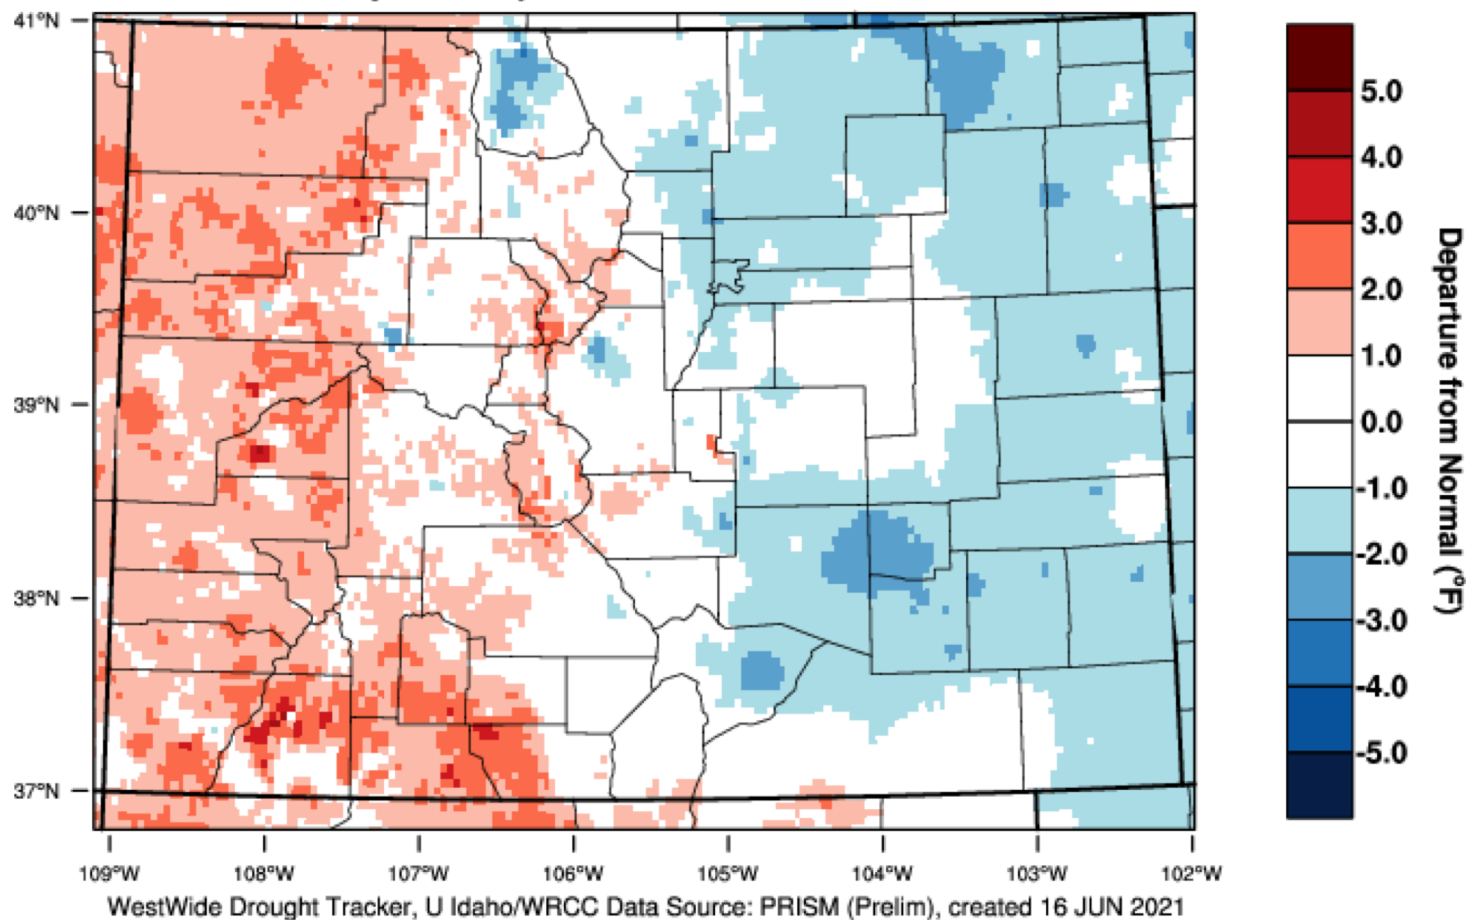 41°N
40°N
39°N
38°N
37°N
109°W 108°W 107°W 106°W 105°W 104°W 103°W 102°W
5.0
4.0
3.0
2.0
1.0
0.0
-1.0
-2.0
-3.0
-4.0
-5.0
Departure from Normal (°F)
WestWide Drought Tracker, U Idaho/WRCC Data Source: PRISM (Prelim), created 16 JUN 2021